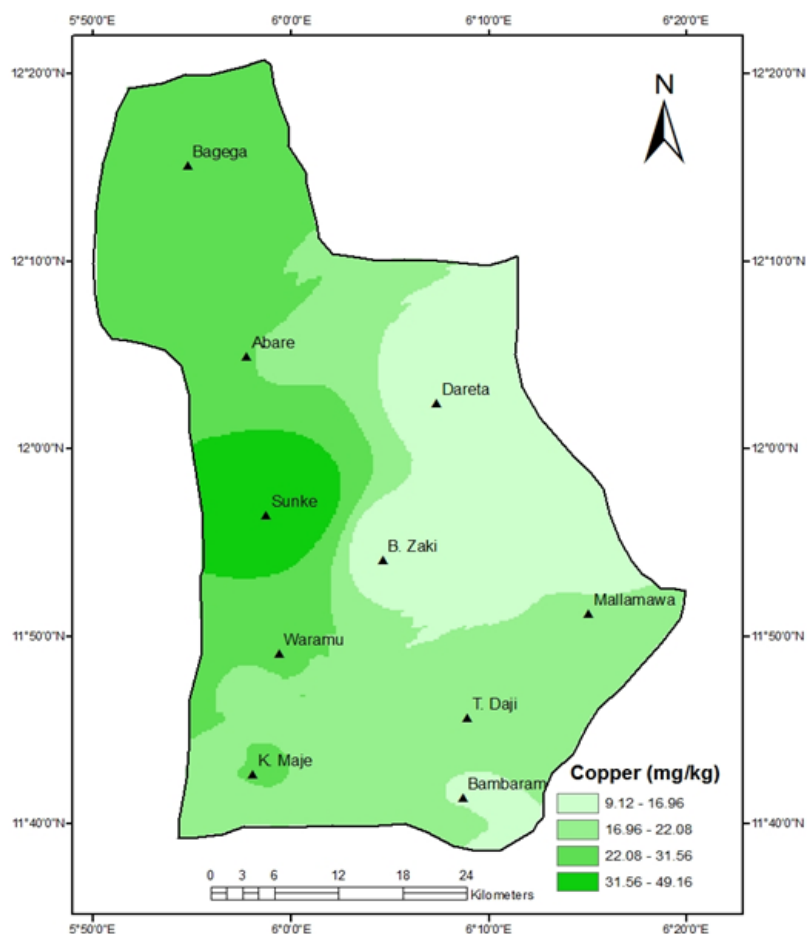 5°50'0"E 6°0'0"E 6°10'0"E 6°20'0"E
12°20'0"N 12°20'0"N
N
Bagega
12°10'0"N 12°10'0"N
Abare
Dareta
12°0'0"N 12°0'0"N
Sunke
B. Zaki
Mallamawa
11°50'0"N 11°50'0"N
Waramu
T. Daji
K. Maje
Bambaram
Copper (mg/kg)
9.12 - 16.96
16.96 - 22.08
22.08 - 31.56
31.56 - 49.16
11°40'0"N 11°40'0"N
0 3 6 12 18 24
Kilometers
5°50'0"E 6°0'0"E 6°10'0"E 6°20'0"E